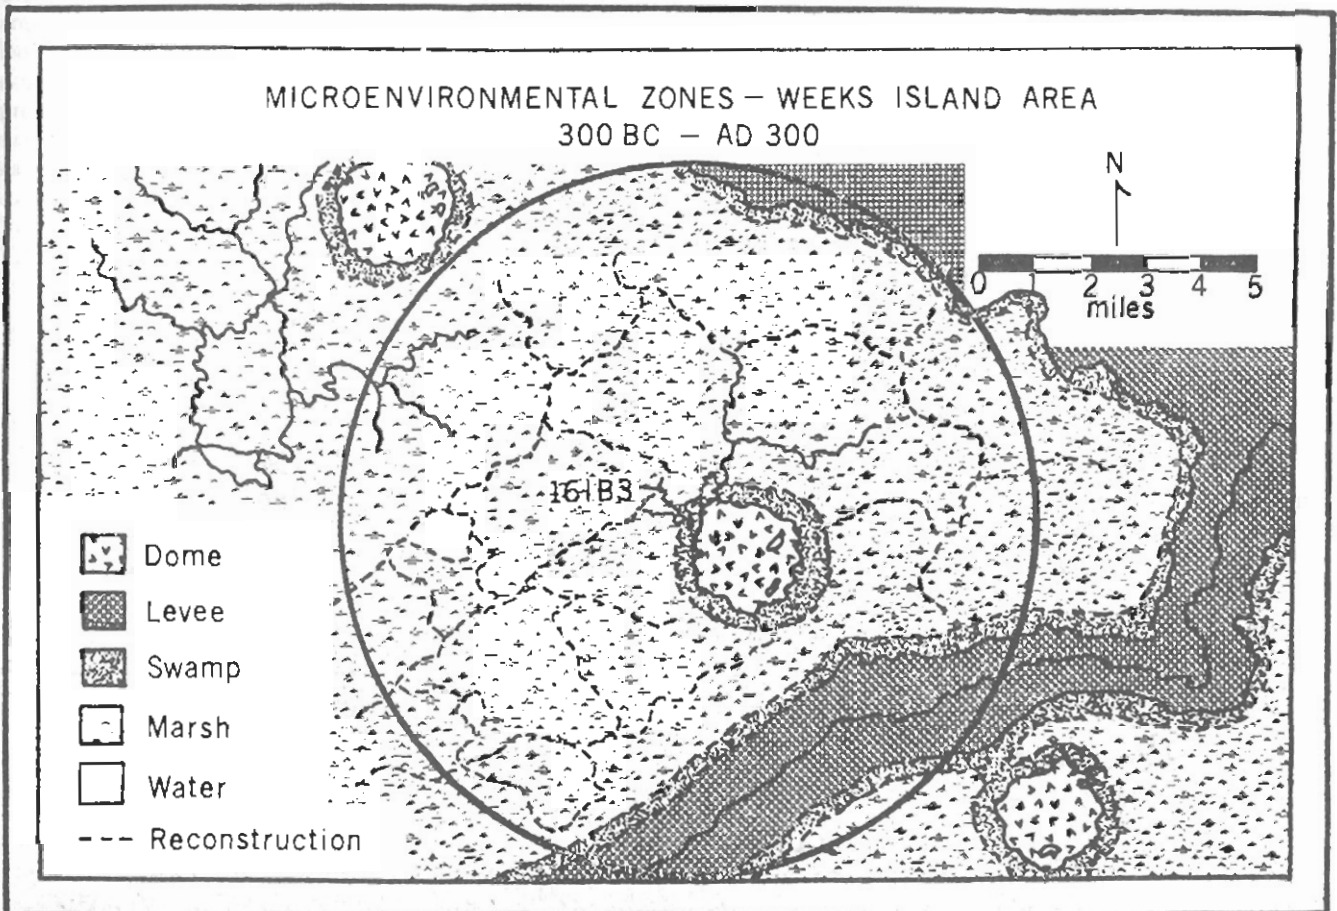 MICROENVIRONMENTAL ZONES – WEEKS ISLAND AREA
300 BC – AD 300
N
0 1 2 3 4 5
miles
16IB3
Dome
Levee
Swamp
Marsh
Water
Reconstruction